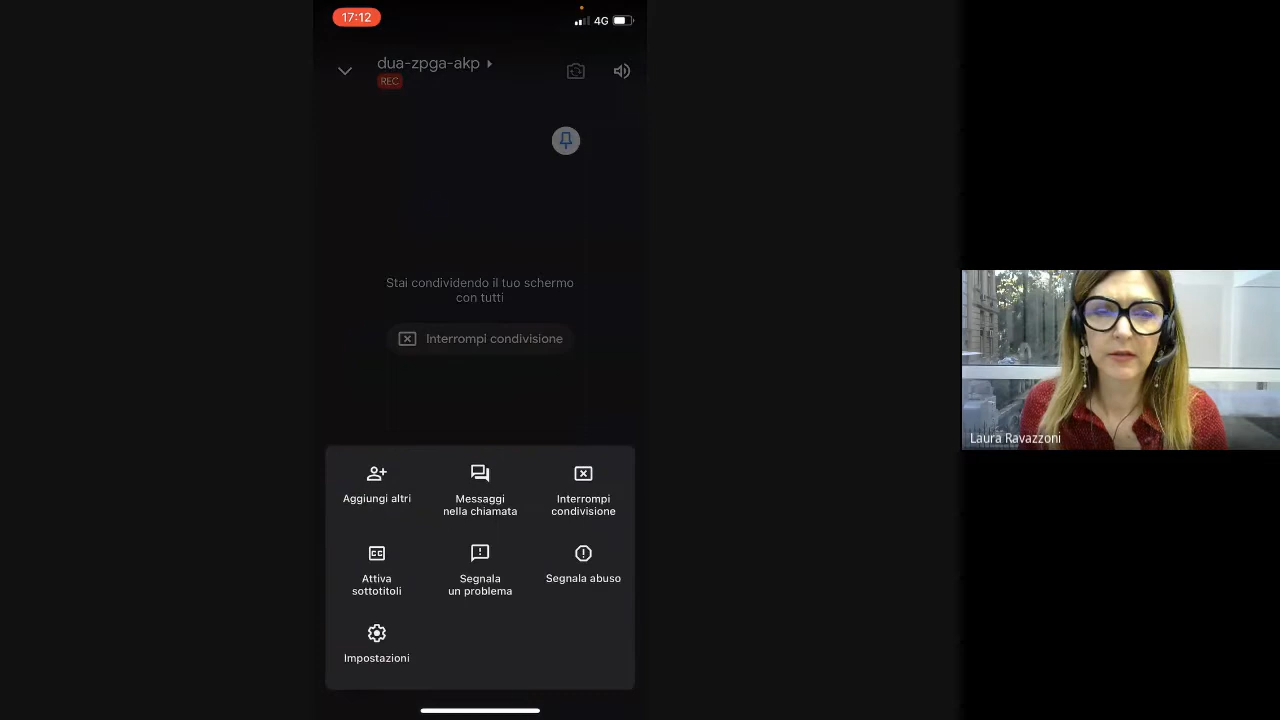 17:12
4G
dua-zpga-akp
REC
Stai condividendo il tuo schermo
con tutti
Interrompi condivisione
Aggiungi altri
Messaggi
nella chiamata
Interrompi
condivisione
CC
Attiva
sottotitoli
Segnala
un problema
Segnala abuso
Impostazioni
Laura Ravazzoni